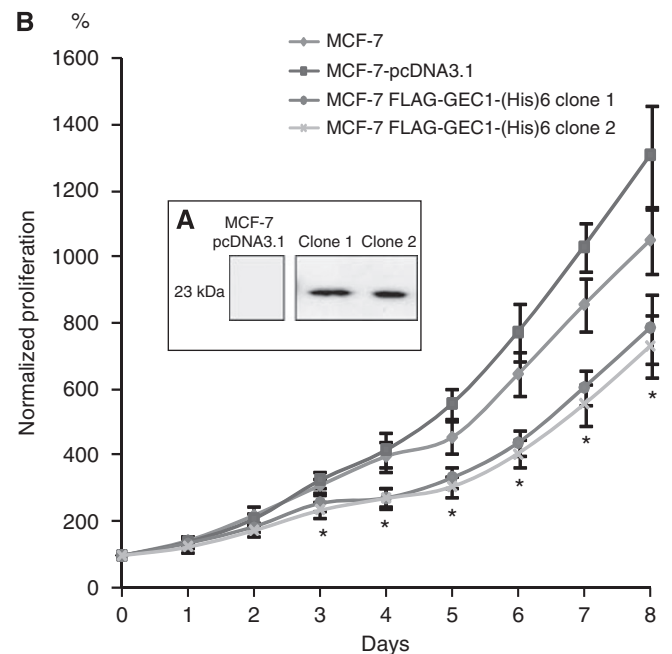 B
%
MCF-7
MCF-7-pcDNA3.1
MCF-7 FLAG-GEC1-(His)6 clone 1
MCF-7 FLAG-GEC1-(His)6 clone 2
1600
1400
1200
1000
800
600
400
200
0
Normalized proliferation
A
MCF-7
pcDNA3.1 Clone 1 Clone 2
23 kDa
* * * * * *
0 1 2 3 4 5 6 7 8
Days